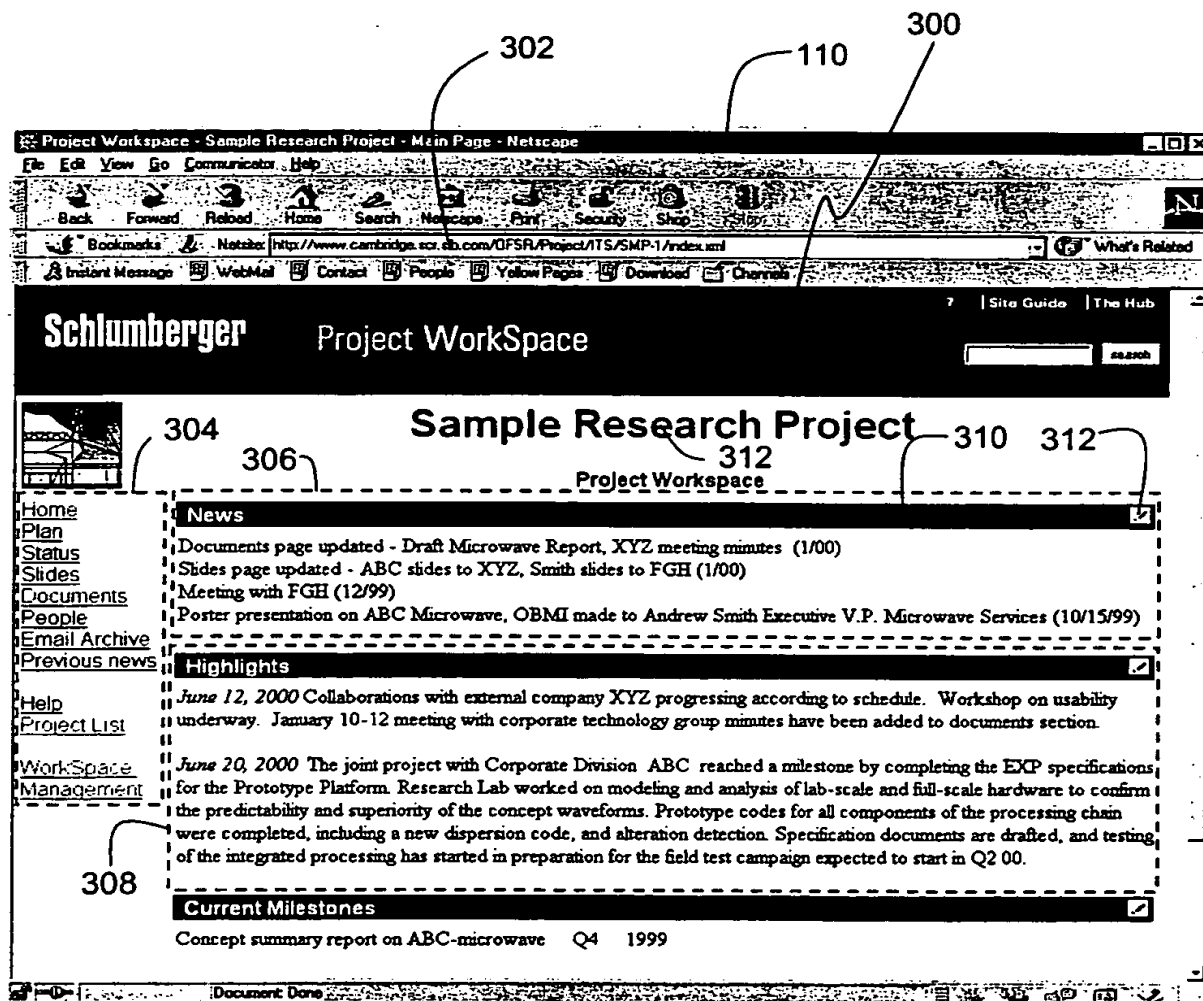 300
302
110
Project Workspace - Sample Research Project - Main Page - Netscape
File Edit View Go Communicator Help
Back Forward Reload Home Search Netscape Print Security Shop Stop
Bookmarks Netsite: http://www.cambridge.scr.slb.com/OFSR/Project/ITS/SMP-1/index.xml What's Related
Instant Message WebMail Contact People Yellow Pages Download Channels
? | Site Guide | The Hub
Schlumberger Project WorkSpace
search
Sample Research Project
304
306
312
310
312
Project Workspace
Home
Plan
Status
Slides
Documents
People
Email Archive
Previous news
Help
Project List
WorkSpace
Management
News
Documents page updated - Draft Microwave Report, XYZ meeting minutes (1/00)
Slides page updated - ABC slides to XYZ, Smith slides to FGH (1/00)
Meeting with FGH (12/99)
Poster presentation on ABC Microwave, OBMI made to Andrew Smith Executive V.P. Microwave Services (10/15/99)
Highlights
June 12, 2000 Collaborations with external company XYZ progressing according to schedule. Workshop on usability
underway. January 10-12 meeting with corporate technology group minutes have been added to documents section.
June 20, 2000 The joint project with Corporate Division ABC reached a milestone by completing the EXP specifications
for the Prototype Platform. Research Lab worked on modeling and analysis of lab-scale and full-scale hardware to confirm
the predictability and superiority of the concept waveforms. Prototype codes for all components of the processing chain
were completed, including a new dispersion code, and alteration detection. Specification documents are drafted, and testing
of the integrated processing has started in preparation for the field test campaign expected to start in Q2 00.
308
Current Milestones
Concept summary report on ABC-microwave Q4 1999
Document: Done